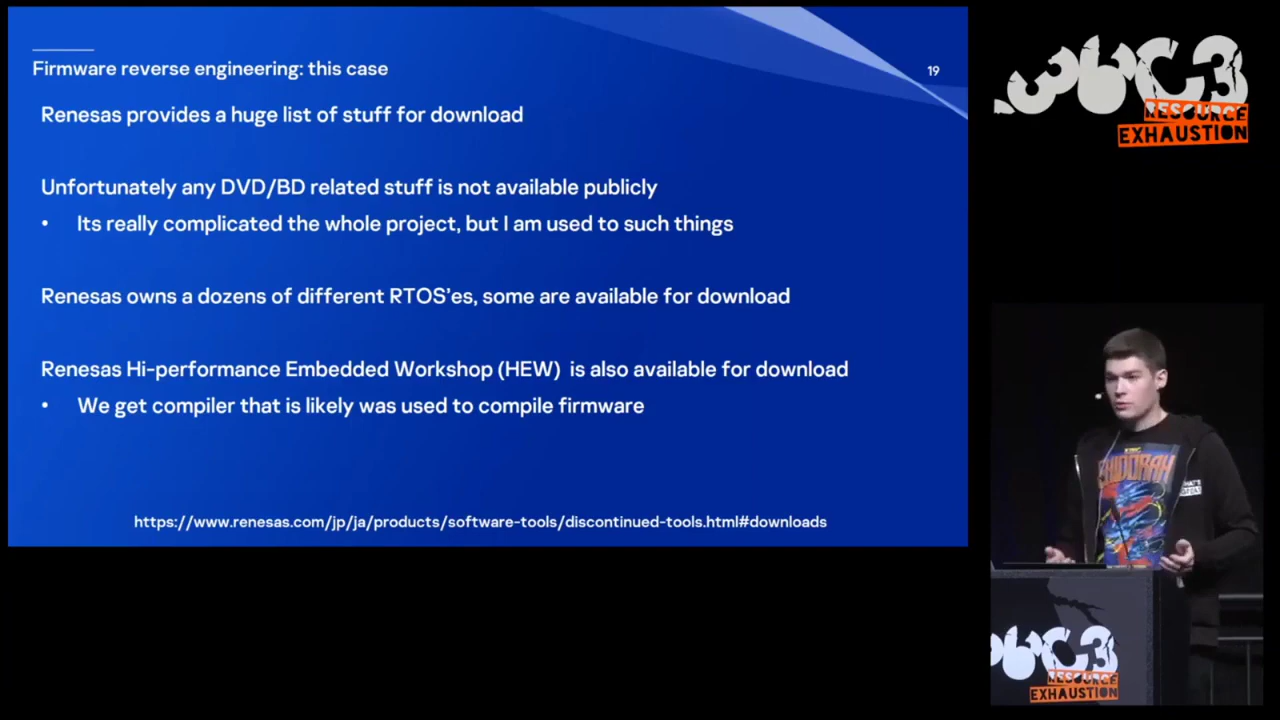 Firmware reverse engineering: this case
19
Renesas provides a huge list of stuff for download
Unfortunately any DVD/BD related stuff is not available publicly
• Its really complicated the whole project, but I am used to such things
Renesas owns a dozens of different RTOS'es, some are available for download
Renesas Hi-performance Embedded Workshop (HEW) is also available for download
• We get compiler that is likely was used to compile firmware
https://www.renesas.com/jp/ja/products/software-tools/discontinued-tools.html#downloads
36C3
RESOURCE
EXHAUSTION
36C3
RESOURCE
EXHAUSTION